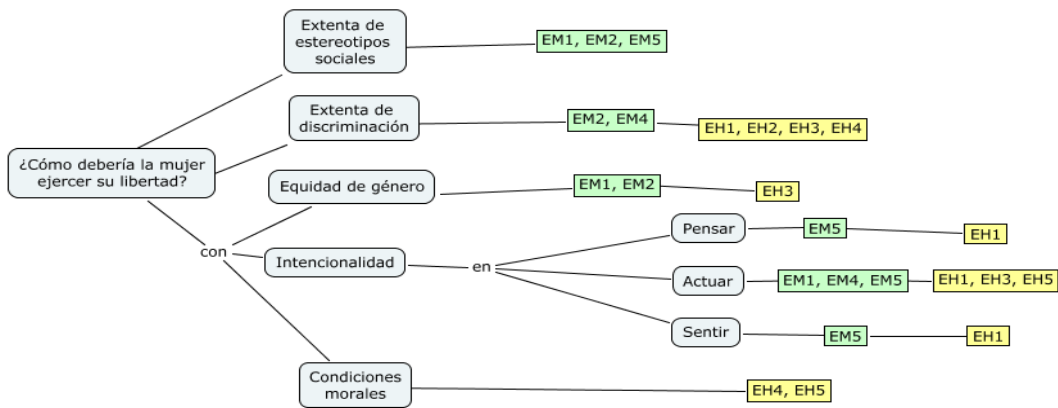 Extenta de
estereotipos
sociales
EM1, EM2, EM5
Extenta de
discriminación
EM2, EM4
EH1, EH2, EH3, EH4
¿Cómo debería la mujer
ejercer su libertad?
Equidad de género
EM1, EM2
EH3
con
Intencionalidad
en
Pensar
EM5
EH1
Actuar
EM1, EM4, EM5
EH1, EH3, EH5
Sentir
EM5
EH1
Condiciones
morales
EH4, EH5